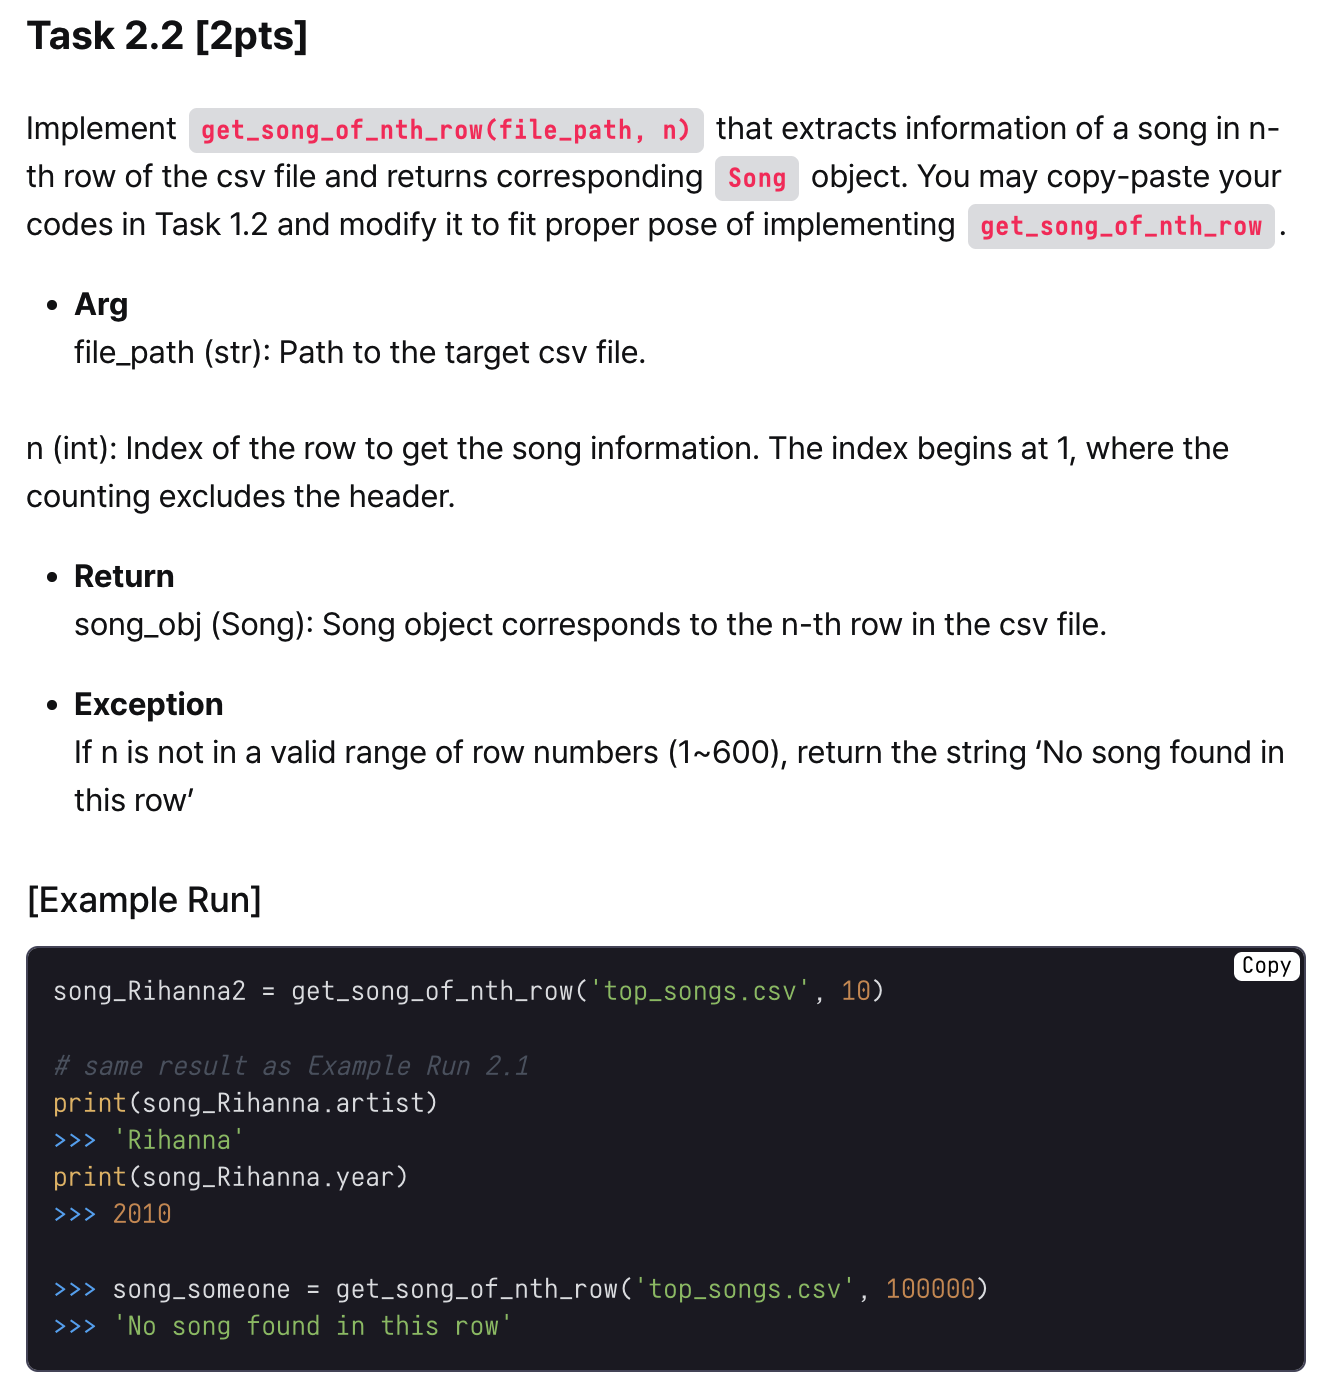 Task 2.2 [2pts]
Implement get_song_of_nth_row(file_path, n) that extracts information of a song in n-
th row of the csv file and returns corresponding Song object. You may copy-paste your
codes in Task 1.2 and modify it to fit proper pose of implementing get_song_of_nth_row .
• Arg
file_path (str): Path to the target csv file.
n (int): Index of the row to get the song information. The index begins at 1, where the
counting excludes the header.
• Return
song_obj (Song): Song object corresponds to the n-th row in the csv file.
• Exception
If n is not in a valid range of row numbers (1~600), return the string ‘No song found in
this row’
[Example Run]
Copy
song_Rihanna2 = get_song_of_nth_row('top_songs.csv', 10)
# same result as Example Run 2.1
print(song_Rihanna.artist)
>>> 'Rihanna'
print(song_Rihanna.year)
>>> 2010
>>> song_someone = get_song_of_nth_row('top_songs.csv', 100000)
>>> 'No song found in this row'